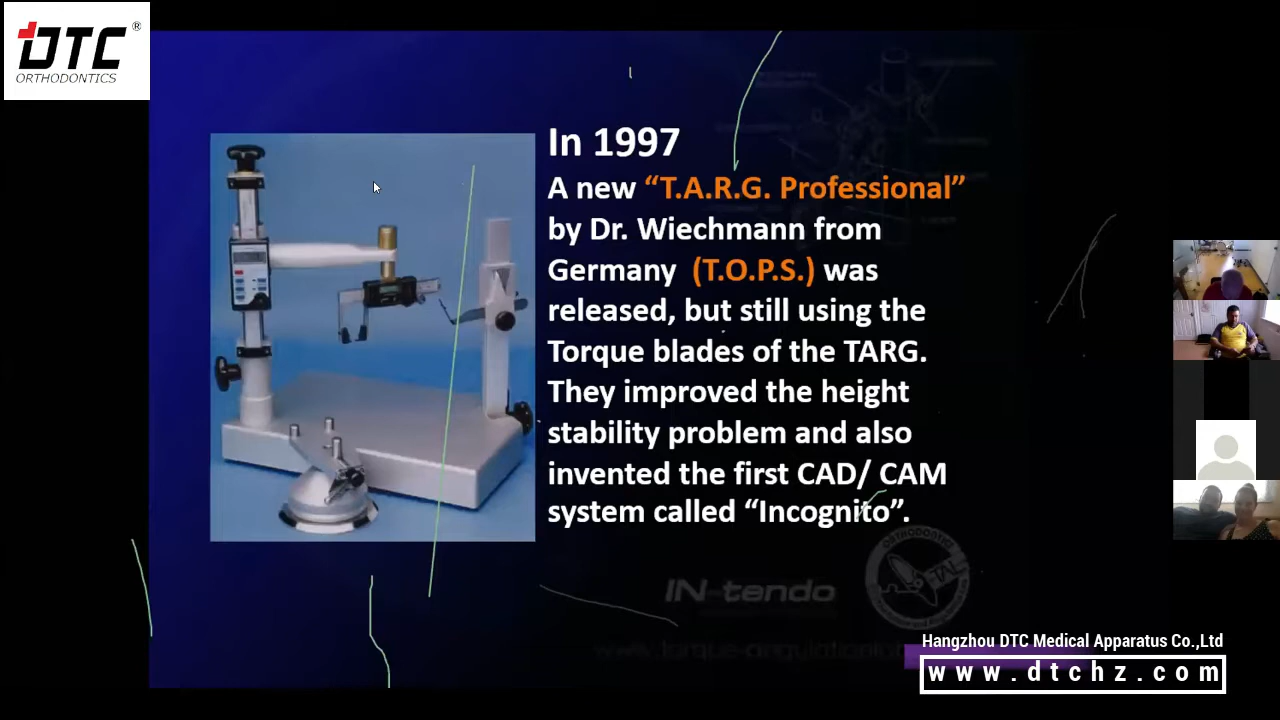 DTC®
ORTHODONTICS
In 1997
A new “T.A.R.G. Professional”
by Dr. Wiechmann from
Germany (T.O.P.S.) was
released, but still using the
Torque blades of the TARG.
They improved the height
stability problem and also
invented the first CAD/ CAM
system called “Incognito”.
ORTHODONTICS
TAL
IN-tendo
Hangzhou DTC Medical Apparatus Co.,Ltd
www.dtchz.com